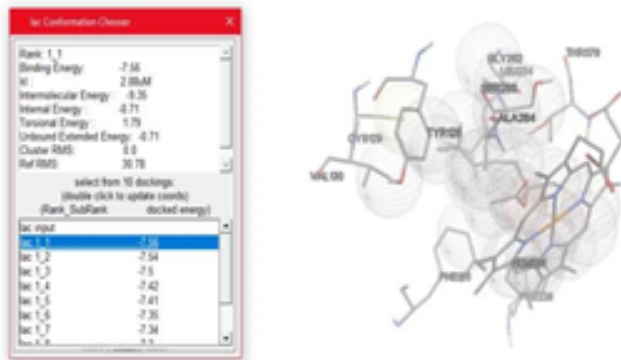 lac Conformation Chooser
Rank: 1_1
Binding Energy: -7.56
kI : 2.88uM
Intermolecular Energy : -9.35
Internal Energy : -0.71
Torsional Energy : 1.79
Unbound Extended Energy: -0.71
Cluster RMS: 0.0
Ref RMS: 30.78
select from 10 dockings:
(double click to update coords)
(Rank_SubRank docked energy)
lac input
lac 1_1 -7.56
lac 1_2 -7.54
lac 1_3 -7.5
lac 1_4 -7.42
lac 1_5 -7.41
lac 1_6 -7.35
lac 1_7 -7.34
LEU204
ALA264
TYR126
CYS129
VAL130